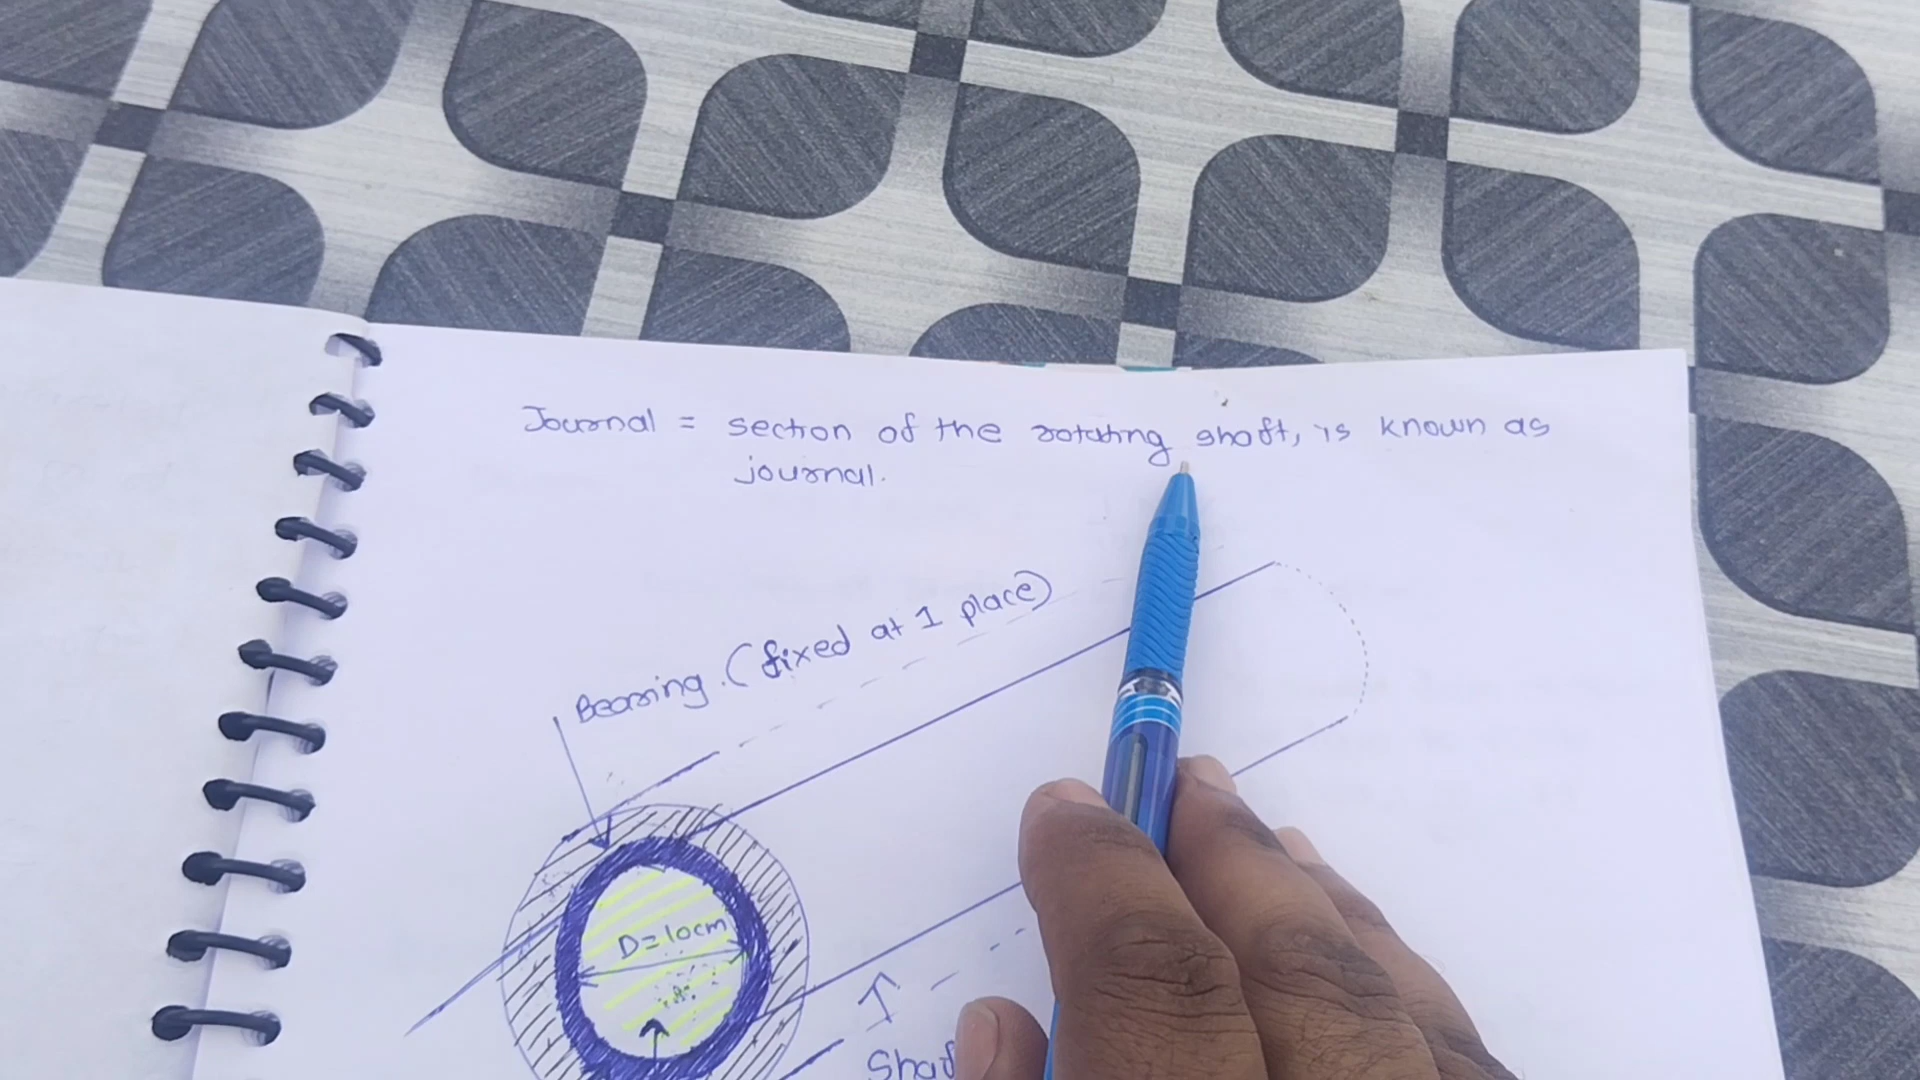 Journal = section of the rotating shaft, is known as
journal.
Bearing. (fixed at 1 place)
D=10cm